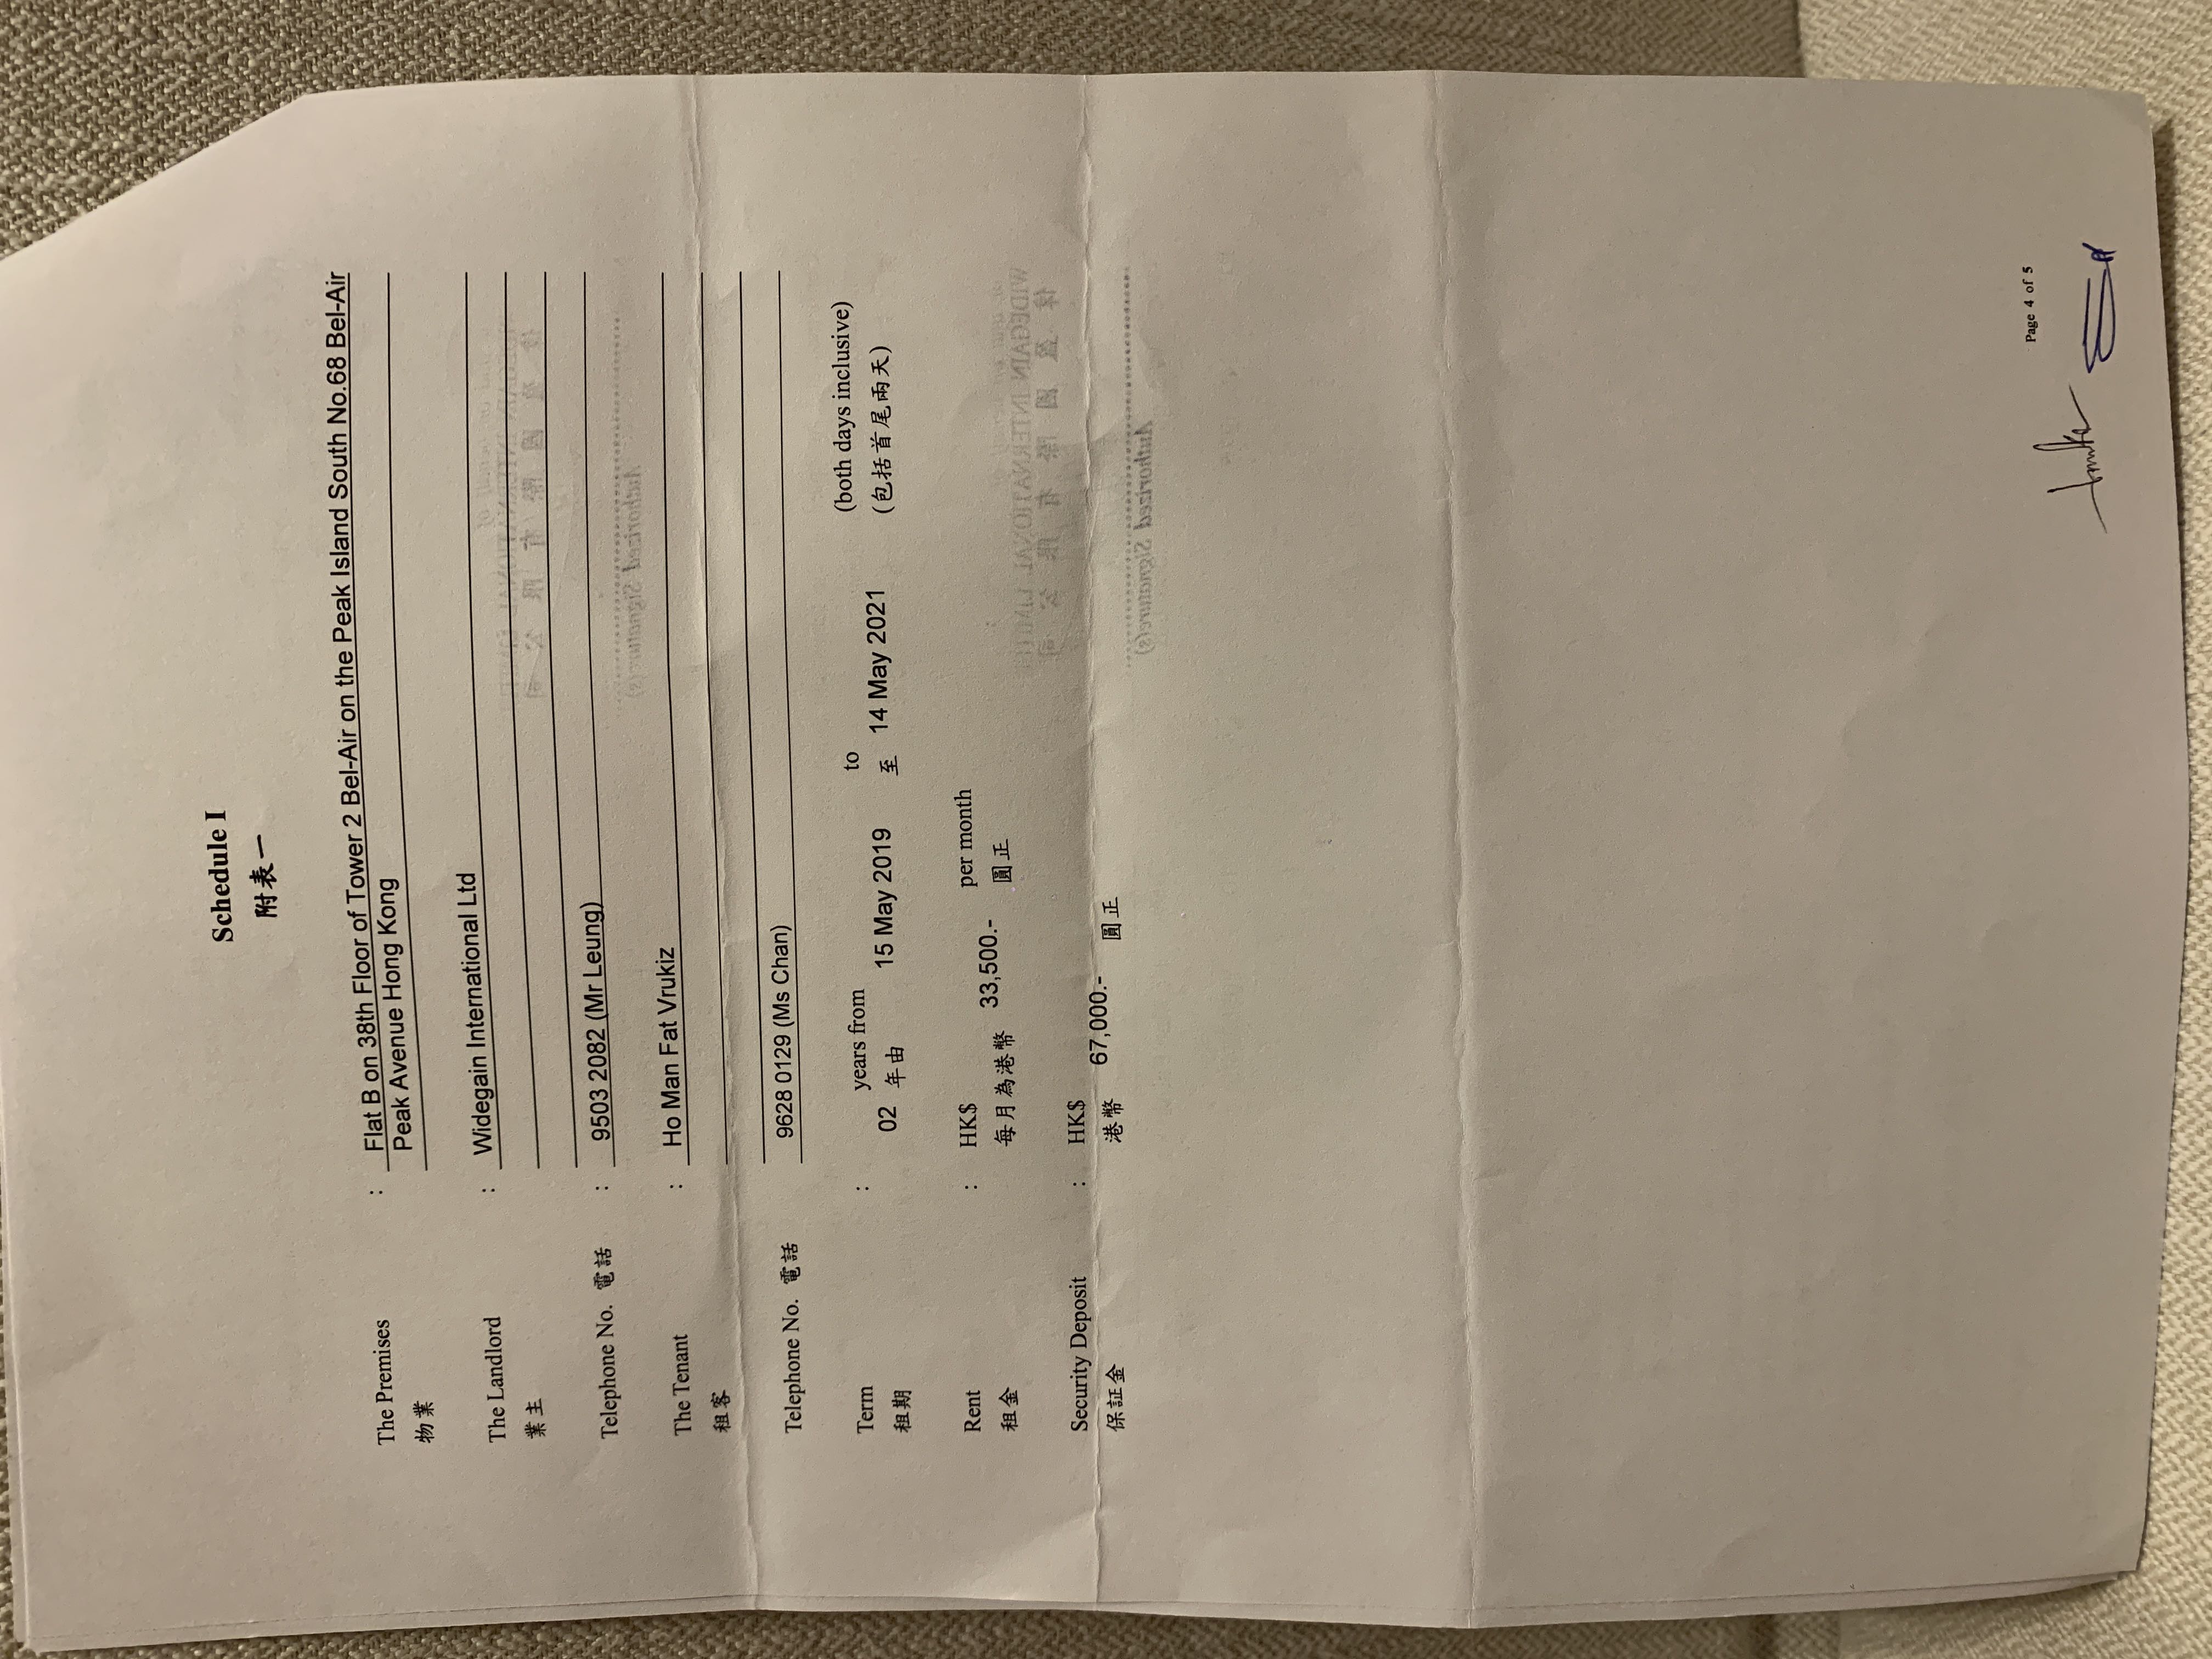 Schedule I
附表一
The Premises : Flat B on 38th Floor of Tower 2 Bel-Air on the Peak Island South No.68 Bel-Air
物業 Peak Avenue Hong Kong
The Landlord : Widegain International Ltd
業主
Telephone No. 電話 : 9503 2082 (Mr Leung)
The Tenant : Ho Man Fat Vrukiz
租客
Telephone No. 電話 9628 0129 (Ms Chan)
Term : years from to (both days inclusive)
租期 02 年由 15 May 2019 至 14 May 2021 (包括首尾兩天)
Rent : HK$ per month
租金 每月為港幣 33,500.- 圓正
Security Deposit : HK$
保証金 港幣 67,000.- 圓正
Page 4 of 5